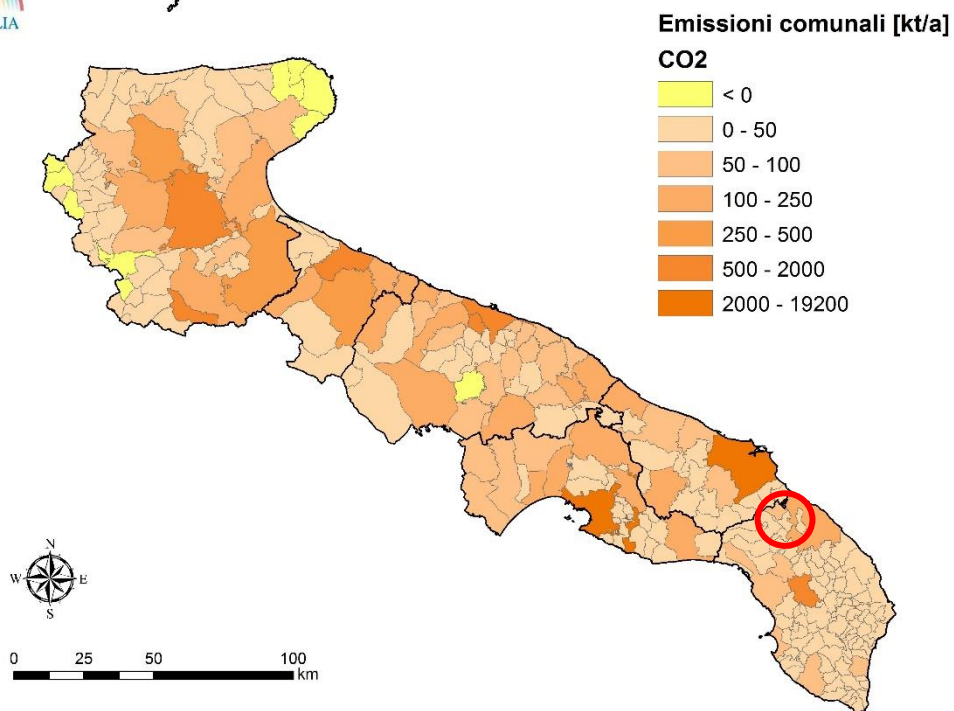 LIA
Emissioni comunali [kt/a]
CO2
< 0
0 - 50
50 - 100
100 - 250
250 - 500
500 - 2000
2000 - 19200
N
W E
S
0 25 50 100
km